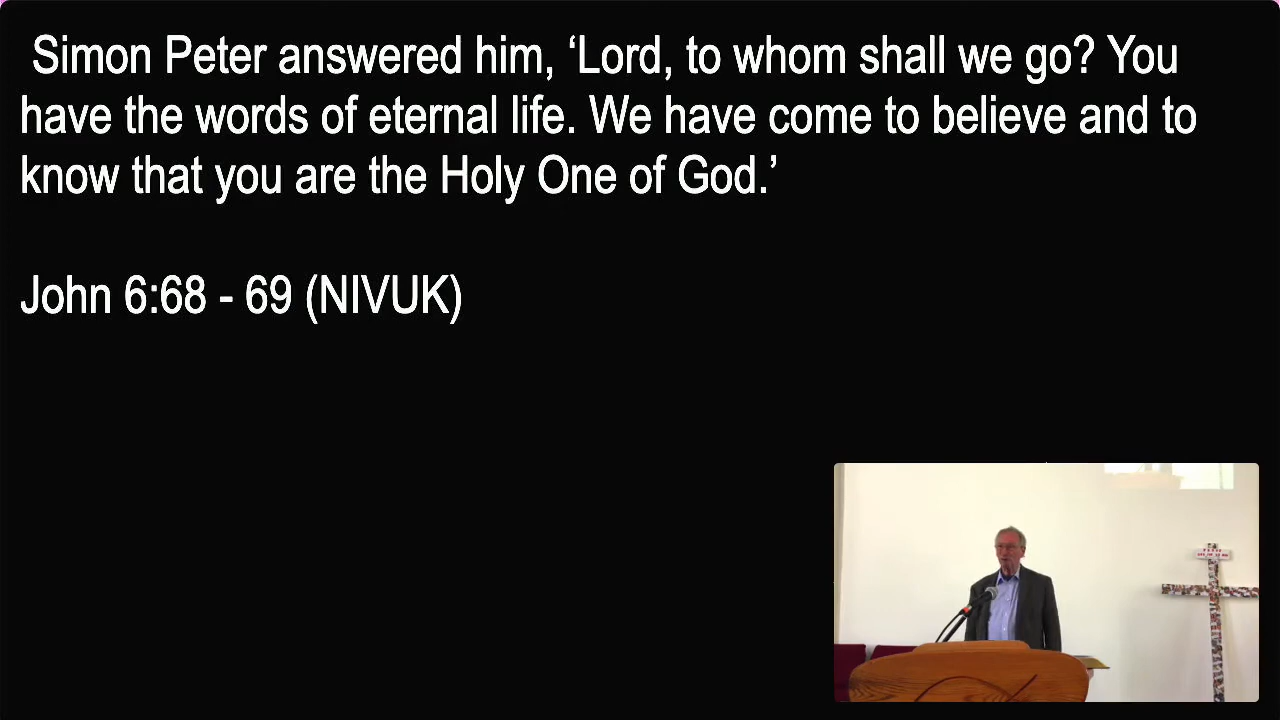 Simon Peter answered him, ‘Lord, to whom shall we go? You
have the words of eternal life. We have come to believe and to
know that you are the Holy One of God.’
John 6:68 - 69 (NIVUK)